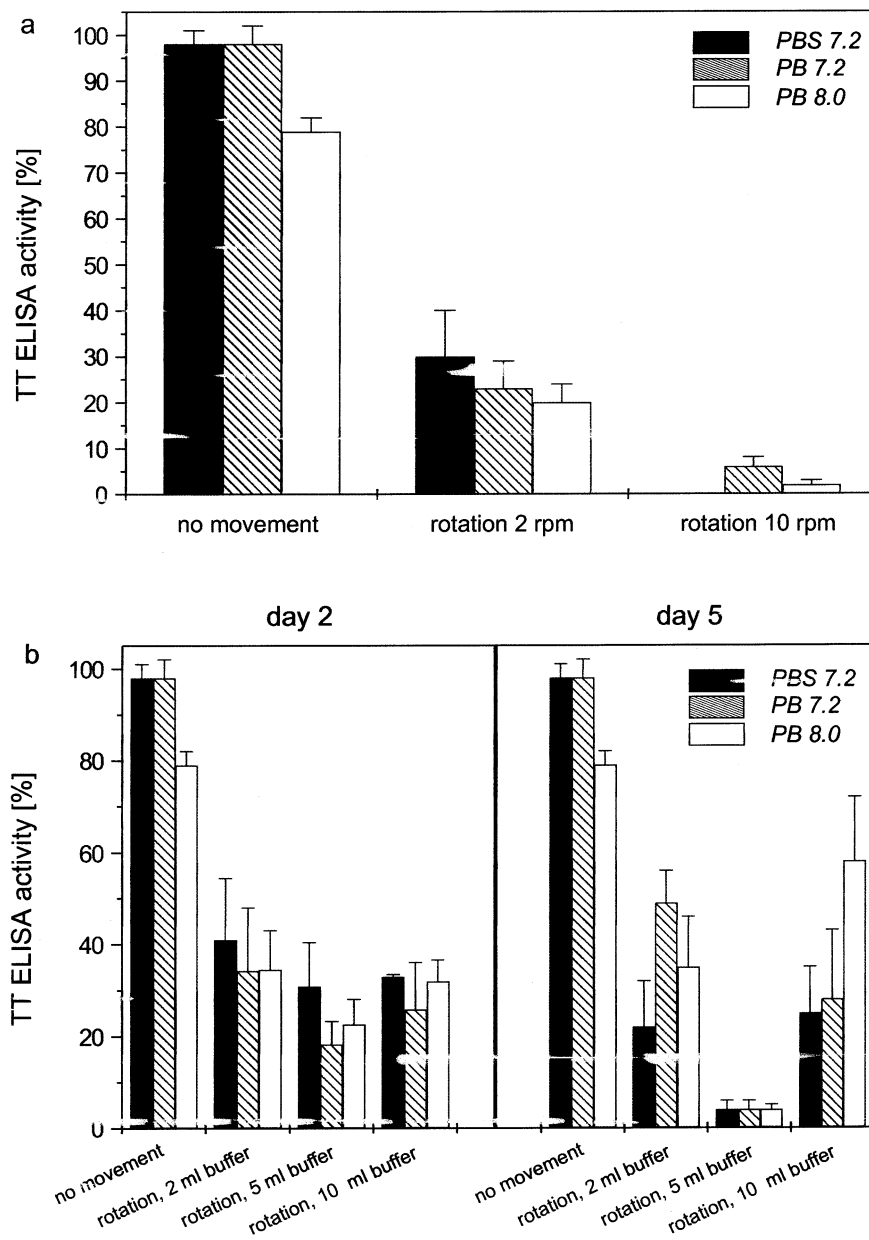 a
TT ELISA activity [%]
100
90
80
70
60
50
40
30
20
10
0
PBS 7.2
PB 7.2
PB 8.0
no movement
rotation 2 rpm
rotation 10 rpm
b
day 2
day 5
TT ELISA activity [%]
100
80
60
40
20
0
PBS 7.2
PB 7.2
PB 8.0
no movement
rotation, 2 ml buffer
rotation, 5 ml buffer
rotation, 10 ml buffer
no movement
rotation, 2 ml buffer
rotation, 5 ml buffer
rotation, 10 ml buffer